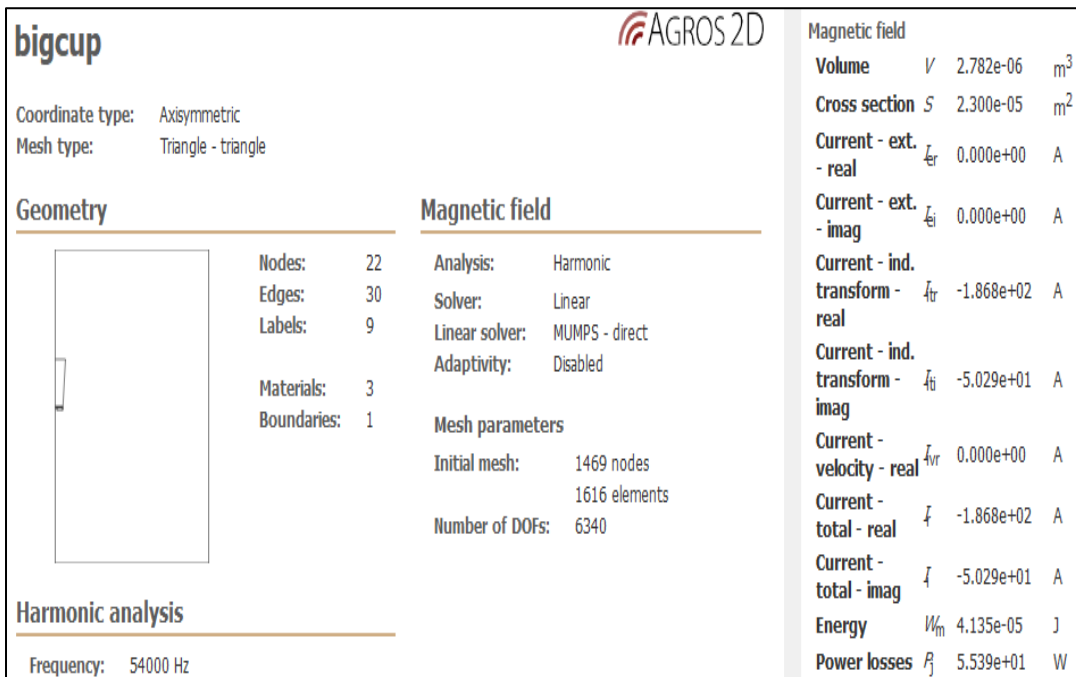 bigcup
AGROS 2D
Coordinate type: Axisymmetric
Mesh type: Triangle - triangle
Geometry
Nodes: 22
Edges: 30
Labels: 9
Materials: 3
Boundaries: 1
Magnetic field
Analysis: Harmonic
Solver: Linear
Linear solver: MUMPS - direct
Adaptivity: Disabled
Mesh parameters
Initial mesh: 1469 nodes
1616 elements
Number of DOFs: 6340
Harmonic analysis
Frequency: 54000 Hz
Magnetic field
Volume V 2.782e-06 m³
Cross section S 2.300e-05 m²
Current - ext.
- real Ier 0.000e+00 A
Current - ext.
- imag Iei 0.000e+00 A
Current - ind.
transform - Itr -1.868e+02 A
real
Current - ind.
transform - Iti -5.029e+01 A
imag
Current -
velocity - real Ivr 0.000e+00 A
Current -
total - real I -1.868e+02 A
Current -
total - imag I -5.029e+01 A
Energy Wm 4.135e-05 J
Power losses Pj 5.539e+01 W